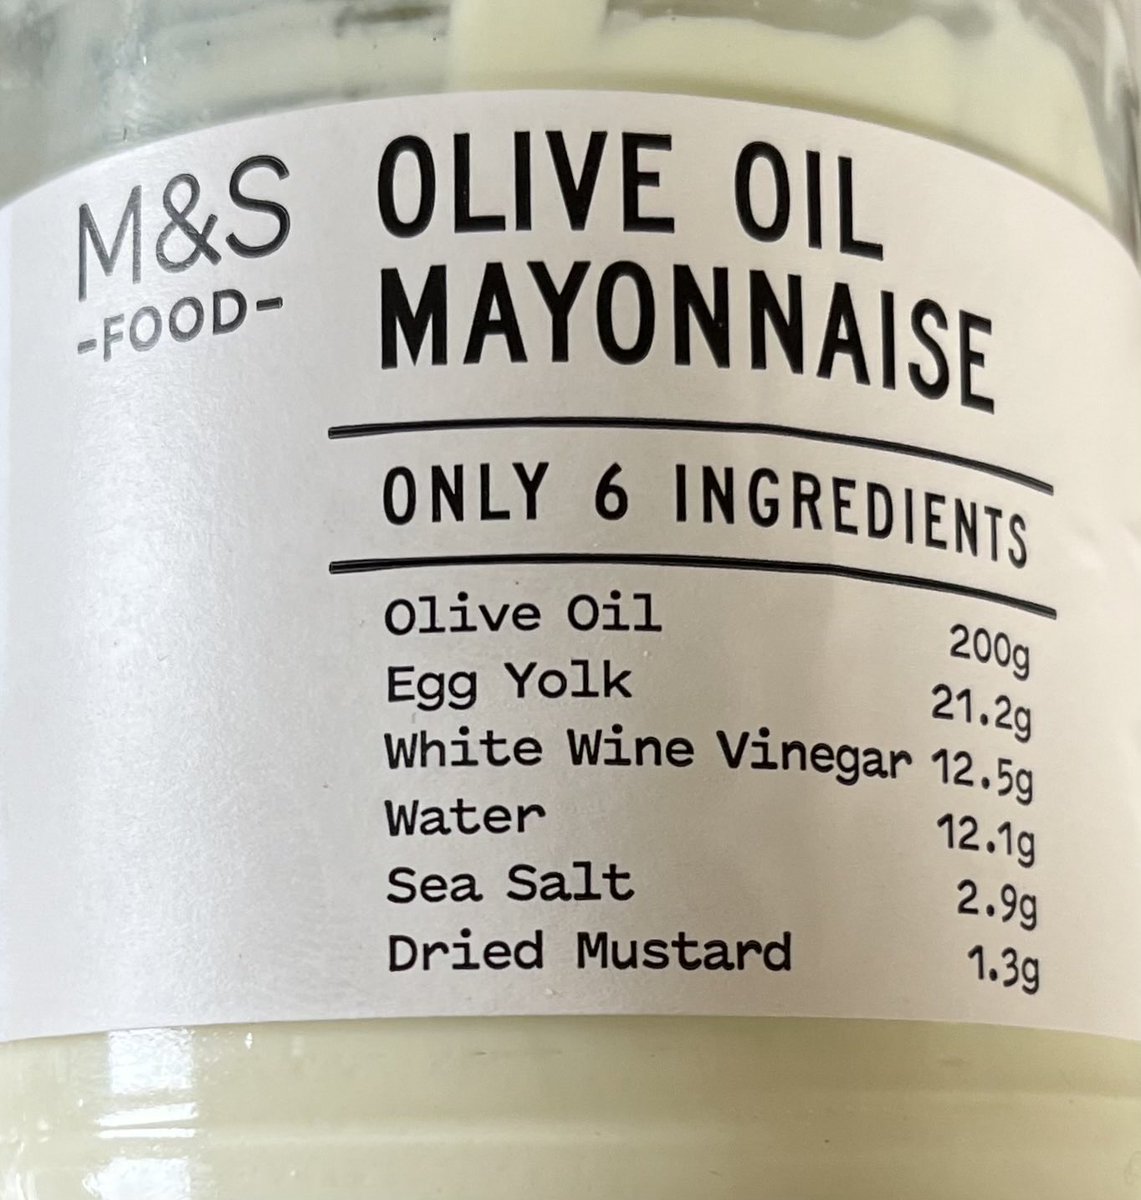 M&S
-FOOD-
OLIVE OIL
MAYONNAISE
ONLY 6 INGREDIENTS
Olive Oil 200g
Egg Yolk 21.2g
White Wine Vinegar 12.5g
Water 12.1g
Sea Salt 2.9g
Dried Mustard 1.3g